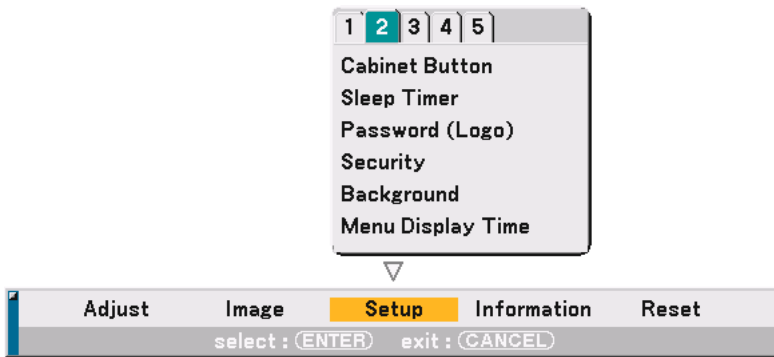 1 2 3 4 5
Cabinet Button
Sleep Timer
Password (Logo)
Security
Background
Menu Display Time
Adjust Image Setup Information Reset
select : ENTER exit : CANCEL